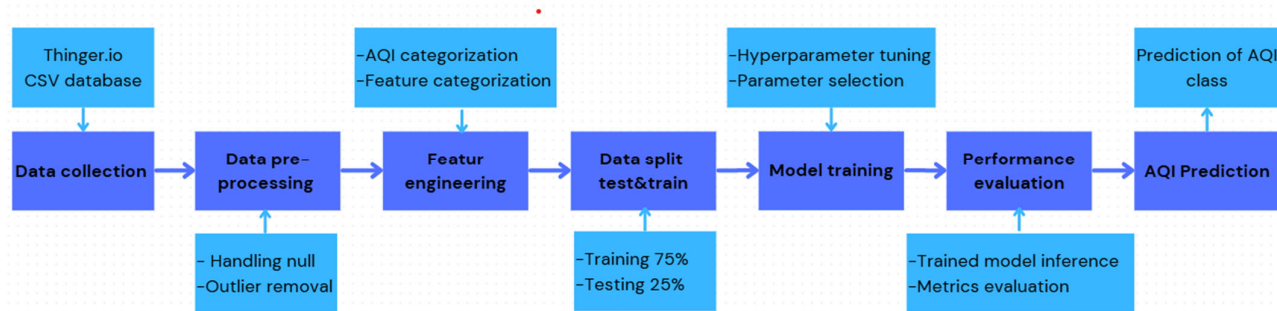 Thinger.io
CSV database
-AQI categorization
-Feature categorization
-Hyperparameter tuning
-Parameter selection
Prediction of AQI
class
Data collection
Data pre-
processing
Featur
engineering
Data split
test&train
Model training
Performance
evaluation
AQI Prediction
- Handling null
-Outlier removal
-Training 75%
-Testing 25%
-Trained model inference
-Metrics evaluation